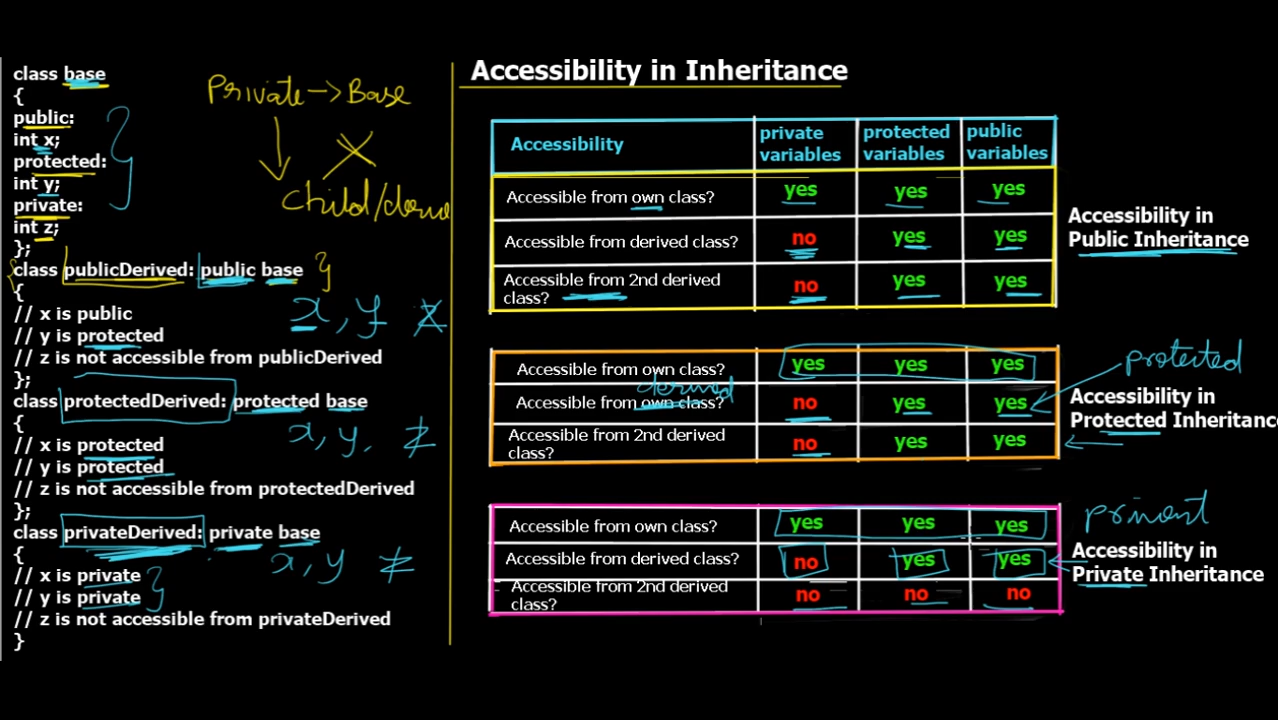 class base
{
public:
int x;
protected:
int y;
private:
int z;
};
class publicDerived: public base }
{
// x is public
// y is protected
// z is not accessible from publicDerived
};
class protectedDerived: protected base
{
// x is protected
// y is protected
// z is not accessible from protectedDerived
};
class privateDerived: private base
{
// x is private
// y is private
// z is not accessible from privateDerived
}
Private -> Base
Child/
x, y z
x, y, z
x, y z
Accessibility in Inheritance
Accessibility private variables protected variables public variables
Accessible from own class? yes yes yes
Accessible from derived class? no yes yes
Accessible from 2nd derived class? no yes yes
Accessibility in
Public Inheritance
Accessible from own class? yes yes yes
derived
Accessible from own class? no yes yes
Accessible from 2nd derived class? no yes yes
protected
Accessibility in
Protected Inheritance
Accessible from own class? yes yes yes
Accessible from derived class? no yes yes
Accessible from 2nd derived class? no no no
Accessibility in
Private Inheritance